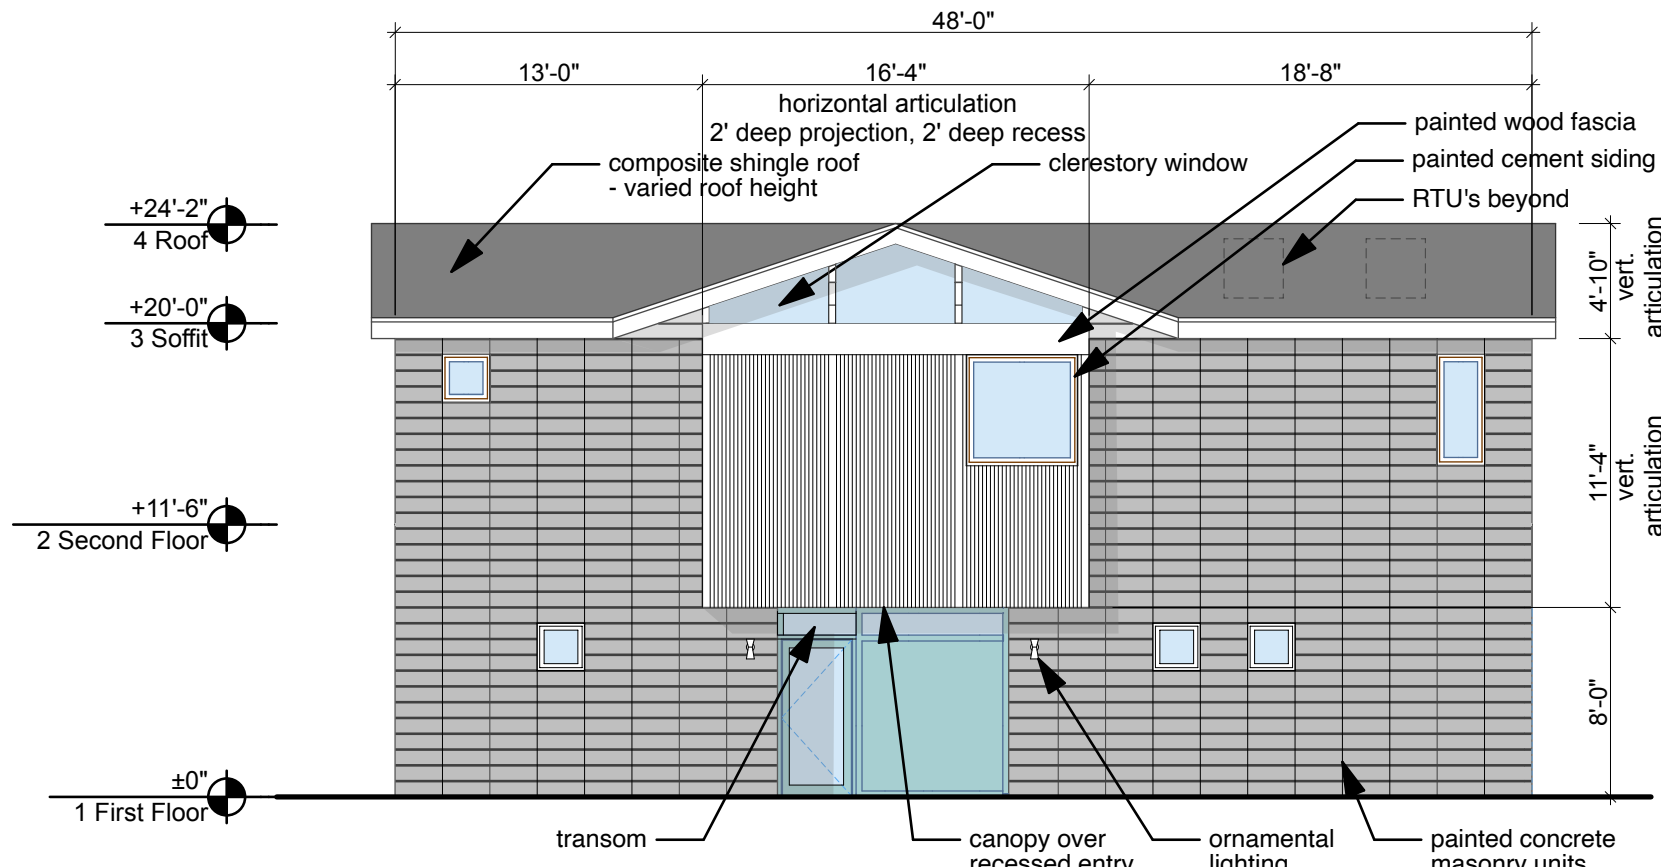 48'-0"
13'-0"
16'-4"
18'-8"
horizontal articulation
2' deep projection, 2' deep recess
composite shingle roof
- varied roof height
clerestory window
painted wood fascia
painted cement siding
RTU's beyond
+24'-2"
4 Roof
+20'-0"
3 Soffit
+11'-6"
2 Second Floor
±0"
1 First Floor
4'-10"
vert.
articulation
11'-4"
vert.
articulation
8'-0"
transom
canopy over
recessed entry
ornamental
lighting
painted concrete
masonry units